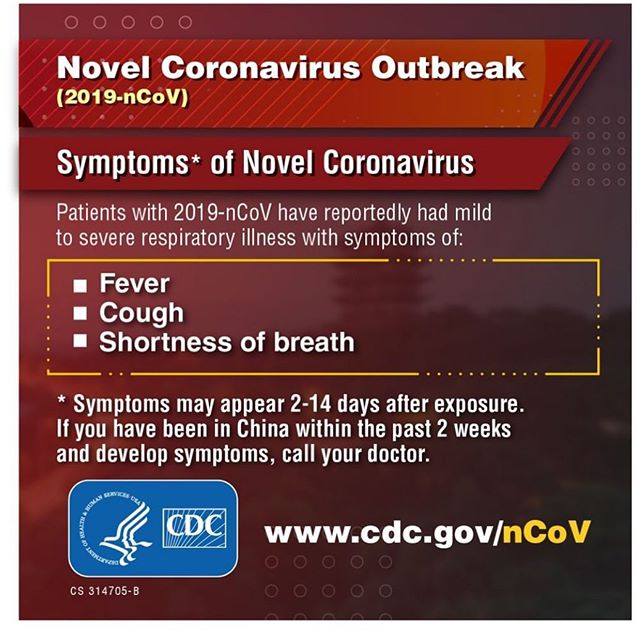 Novel Coronavirus Outbreak
(2019-nCoV)
Symptoms* of Novel Coronavirus
Patients with 2019-nCoV have reportedly had mild
to severe respiratory illness with symptoms of:
Fever
Cough
Shortness of breath
* Symptoms may appear 2-14 days after exposure.
If you have been in China within the past 2 weeks
and develop symptoms, call your doctor.
DEPARTMENT OF HEALTH & HUMAN SERVICES·USA
CDC
www.cdc.gov/nCoV
CS 314705-B